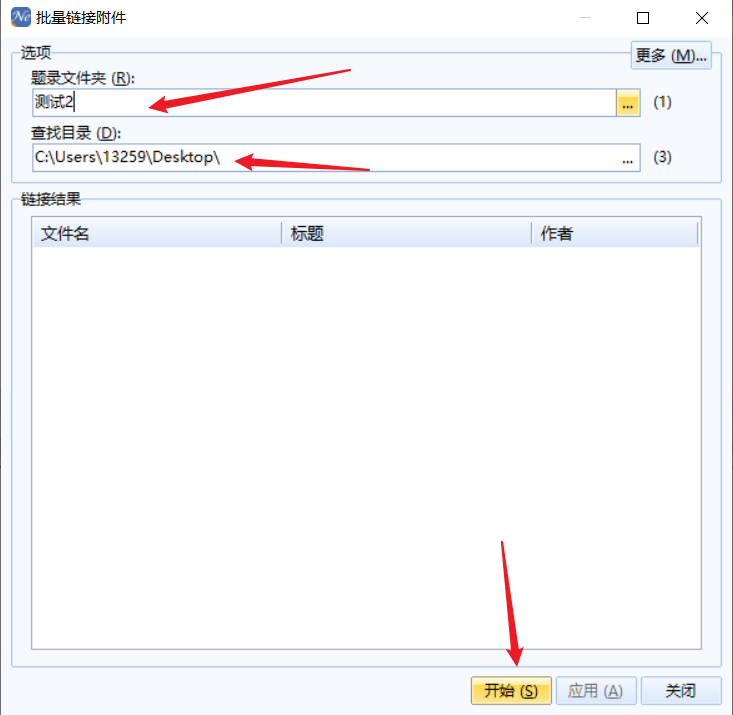 Ne 批量链接附件
选项
更多 (M)...
题录文件夹 (R):
测试2 ... (1)
查找目录 (D):
C:\Users\13259\Desktop\ ... (3)
链接结果
文件名 标题 作者
开始 (S) 应用 (A) 关闭